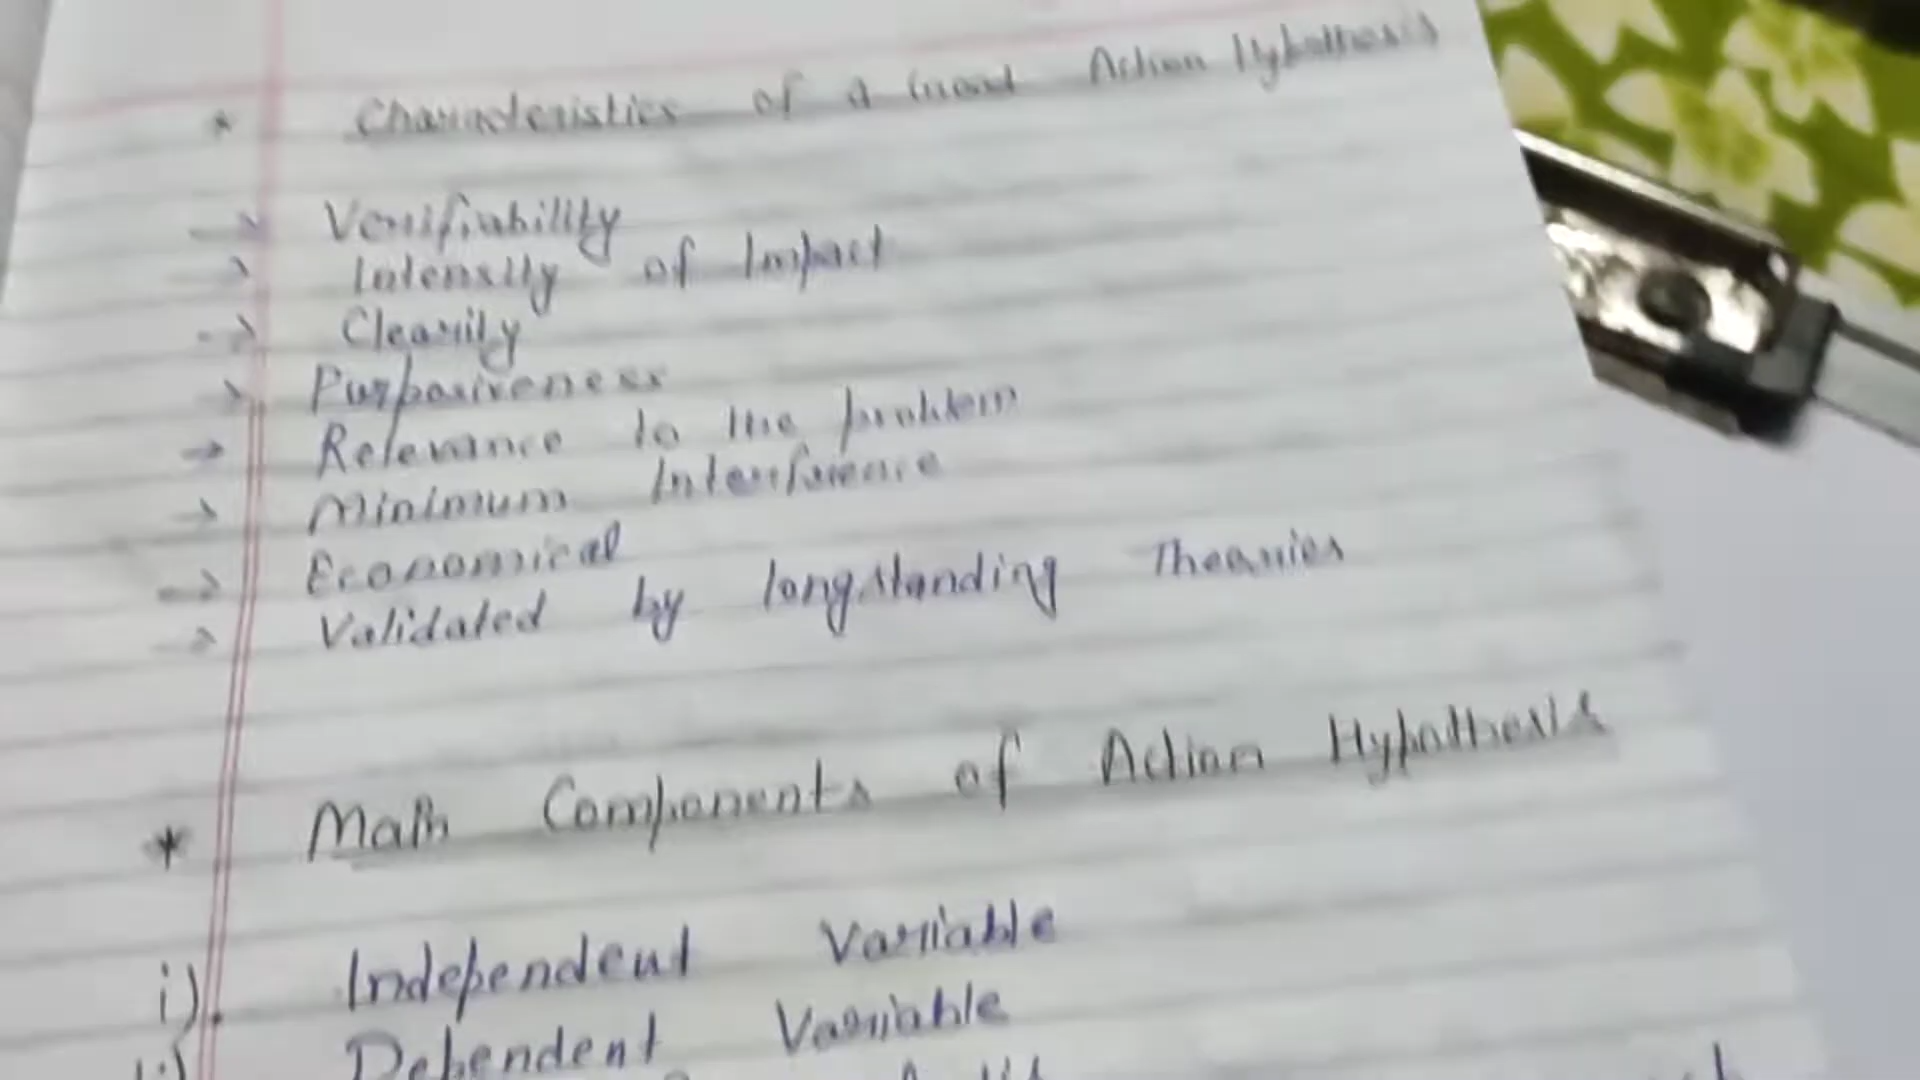 * Characteristics of a Good Action Hypothesis
→ Verifiability
→ Intensity of Impact
→ Clearity
→ Purposiveness
→ Relevance to the problem
→ Minimum Interference
→ Economical
→ Validated by longstanding Theories
* Main Components of Action Hypothesis
i). Independent Variable
ii) Dependent Variable